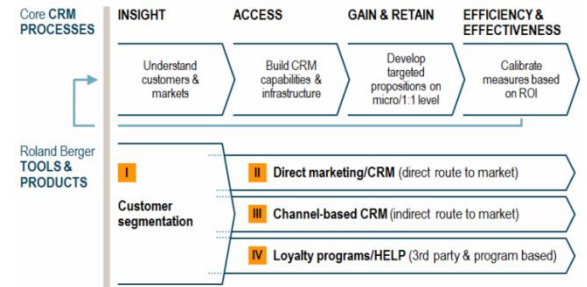 Core CRM
PROCESSES
INSIGHT
ACCESS
GAIN & RETAIN
EFFICIENCY &
EFFECTIVENESS
Understand
customers &
markets
Build CRM
capabilities &
infrastructure
Develop
targeted
propositions on
micro/1:1 level
Calibrate
measures based
on ROI
Roland Berger
TOOLS &
PRODUCTS
I
Customer
segmentation
II Direct marketing/CRM (direct route to market)
III Channel-based CRM (indirect route to market)
IV Loyalty programs/HELP (3rd party & program based)